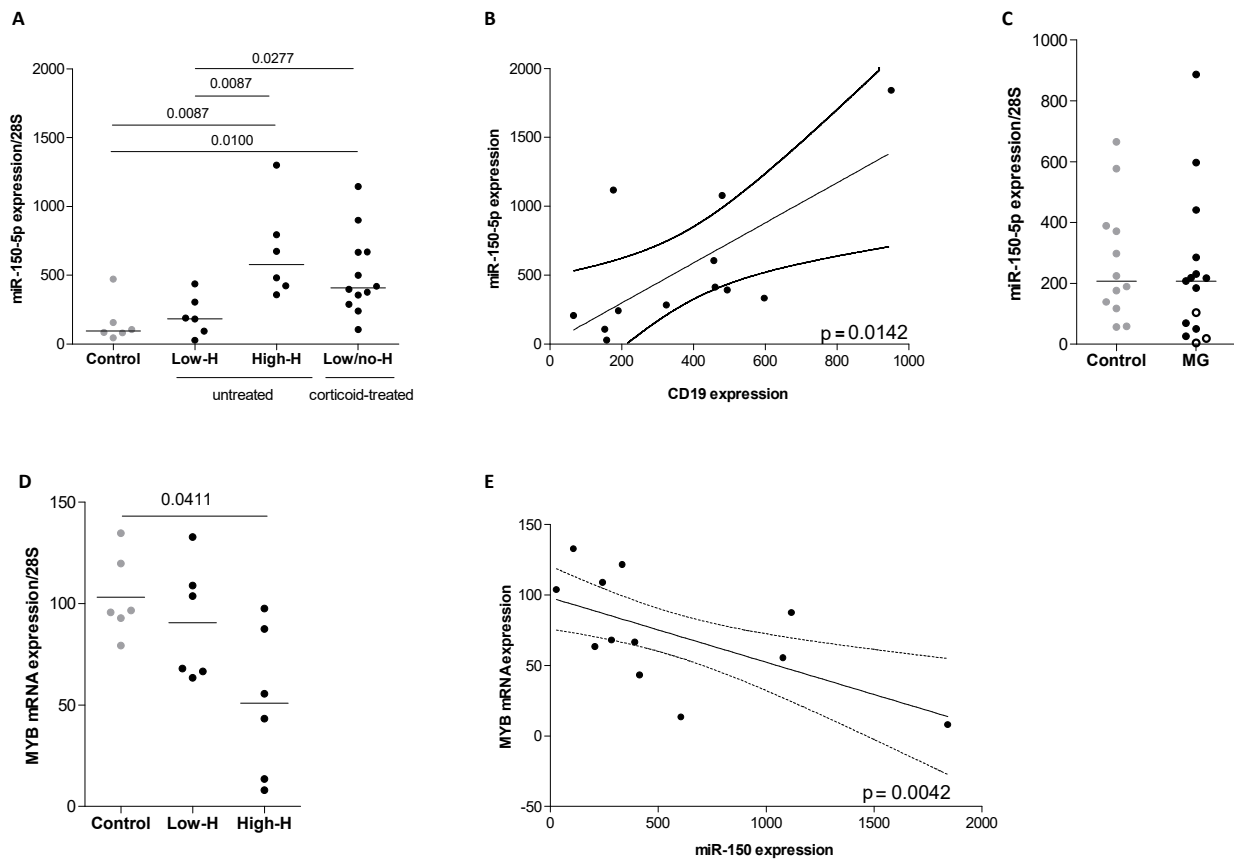 A
0.0277
0.0087
0.0087
0.0100
2000
1500
1000
500
0
miR-150-5p expression/28S
Control Low-H High-H Low/no-H
untreated corticoid-treated
B
2000
1500
1000
500
0
miR-150-5p expression
p=0.0142
0 200 400 600 800 1000
CD19 expression
C
1000
800
600
400
200
0
miR-150-5p expression/28S
Control MG
D
0.0411
150
100
50
0
MYB mRNA expression/28S
Control Low-H High-H
E
150
100
50
0
-50
MYB mRNA expression
p=0.0042
0 500 1000 1500 2000
miR-150 expression